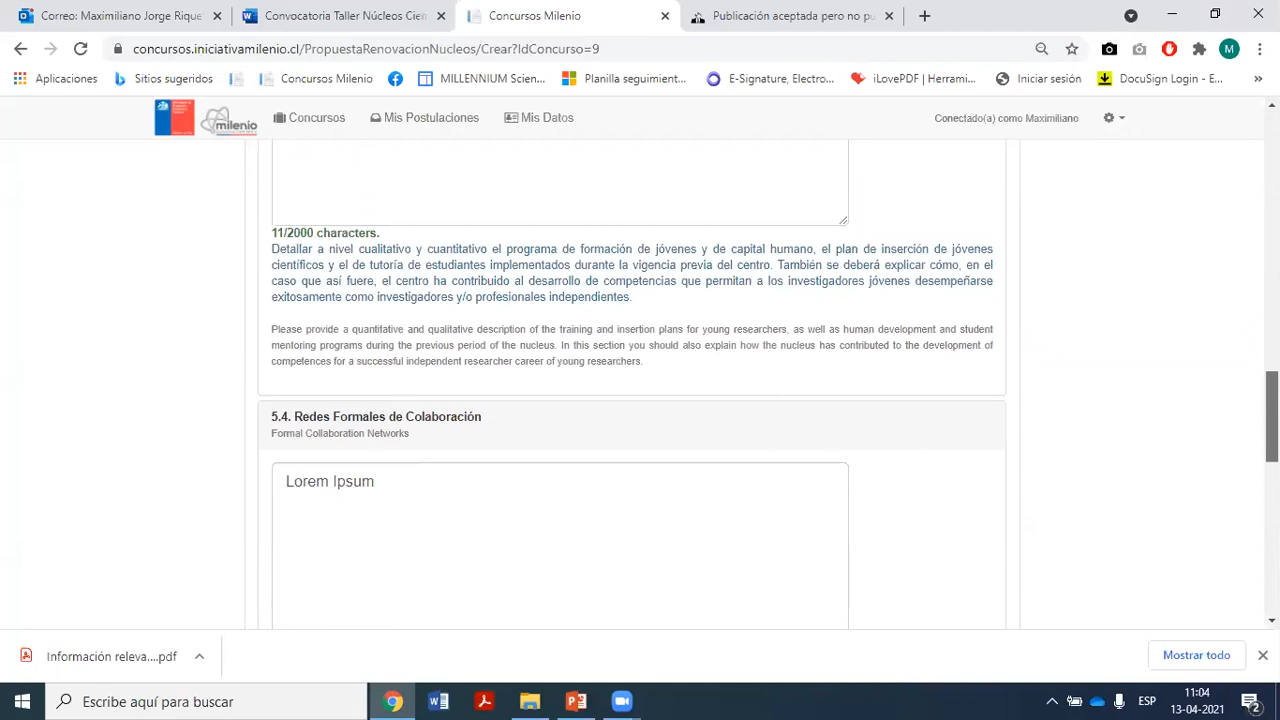 Correo: Maximiliano Jorge Rique
Convocatoria Taller Núcleos Cien
Concursos Milenio
Publicación aceptada pero no pu
concursos.iniciativamilenio.cl/PropuestaRenovacionNucleos/Crear?IdConcurso=9
M
Aplicaciones
Sitios sugeridos
Concursos Milenio
MILLENNIUM Scien...
Planilla seguimient...
E-Signature, Electro...
iLovePDF | Herrami...
Iniciar sesión
DocuSign Login - E...
milenio
Concursos
Mis Postulaciones
Mis Datos
Conectado(a) como Maximiliano
11/2000 characters.
Detallar a nivel cualitativo y cuantitativo el programa de formación de jóvenes y de capital humano, el plan de inserción de jóvenes
científicos y el de tutoría de estudiantes implementados durante la vigencia previa del centro. También se deberá explicar cómo, en el
caso que así fuere, el centro ha contribuido al desarrollo de competencias que permitan a los investigadores jóvenes desempeñarse
exitosamente como investigadores y/o profesionales independientes.
Please provide a quantitative and qualitative description of the training and insertion plans for young researchers, as well as human development and student
mentoring programs during the previous period of the nucleus. In this section you should also explain how the nucleus has contributed to the development of
competences for a successful independent researcher career of young researchers.
5.4. Redes Formales de Colaboración
Formal Collaboration Networks
Lorem Ipsum
Información releva....pdf
Mostrar todo
Escribe aquí para buscar
ESP
11:04
13-04-2021
2